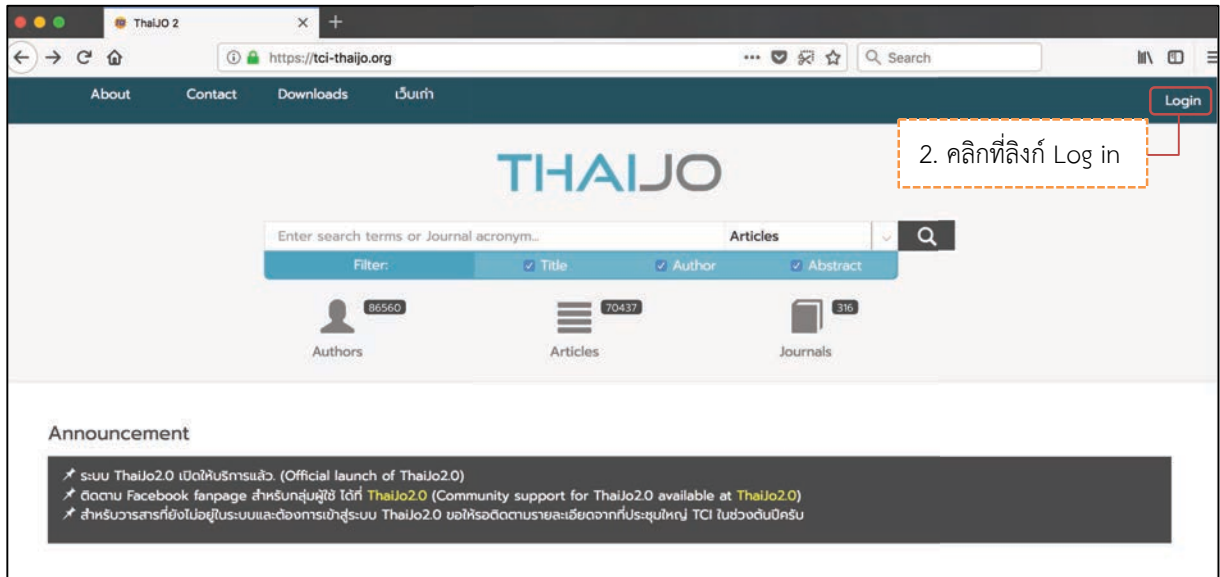 ThaiJO 2
https://tci-thaijo.org
Search
About Contact Downloads เว็บเก่า Login
2. คลิกที่ลิงก์ Log in
THAIJO
Enter search terms or Journal acronym... Articles
Filter: Title Author Abstract
86560 70437 316
Authors Articles Journals
Announcement
ระบบ ThaiJo2.0 เปิดให้บริการแล้ว. (Official launch of ThaiJo2.0)
ติดตาม Facebook fanpage สำหรับกลุ่มผู้ใช้ ได้ที่ ThaiJo2.0 (Community support for ThaiJo2.0 available at ThaiJo2.0)
สำหรับวารสารที่ยังไม่อยู่ในระบบและต้องการเข้าสู่ระบบ ThaiJo2.0 ขอให้รอติดตามรายละเอียดจากที่ประชุมใหญ่ TCI ในช่วงต้นปีครับ